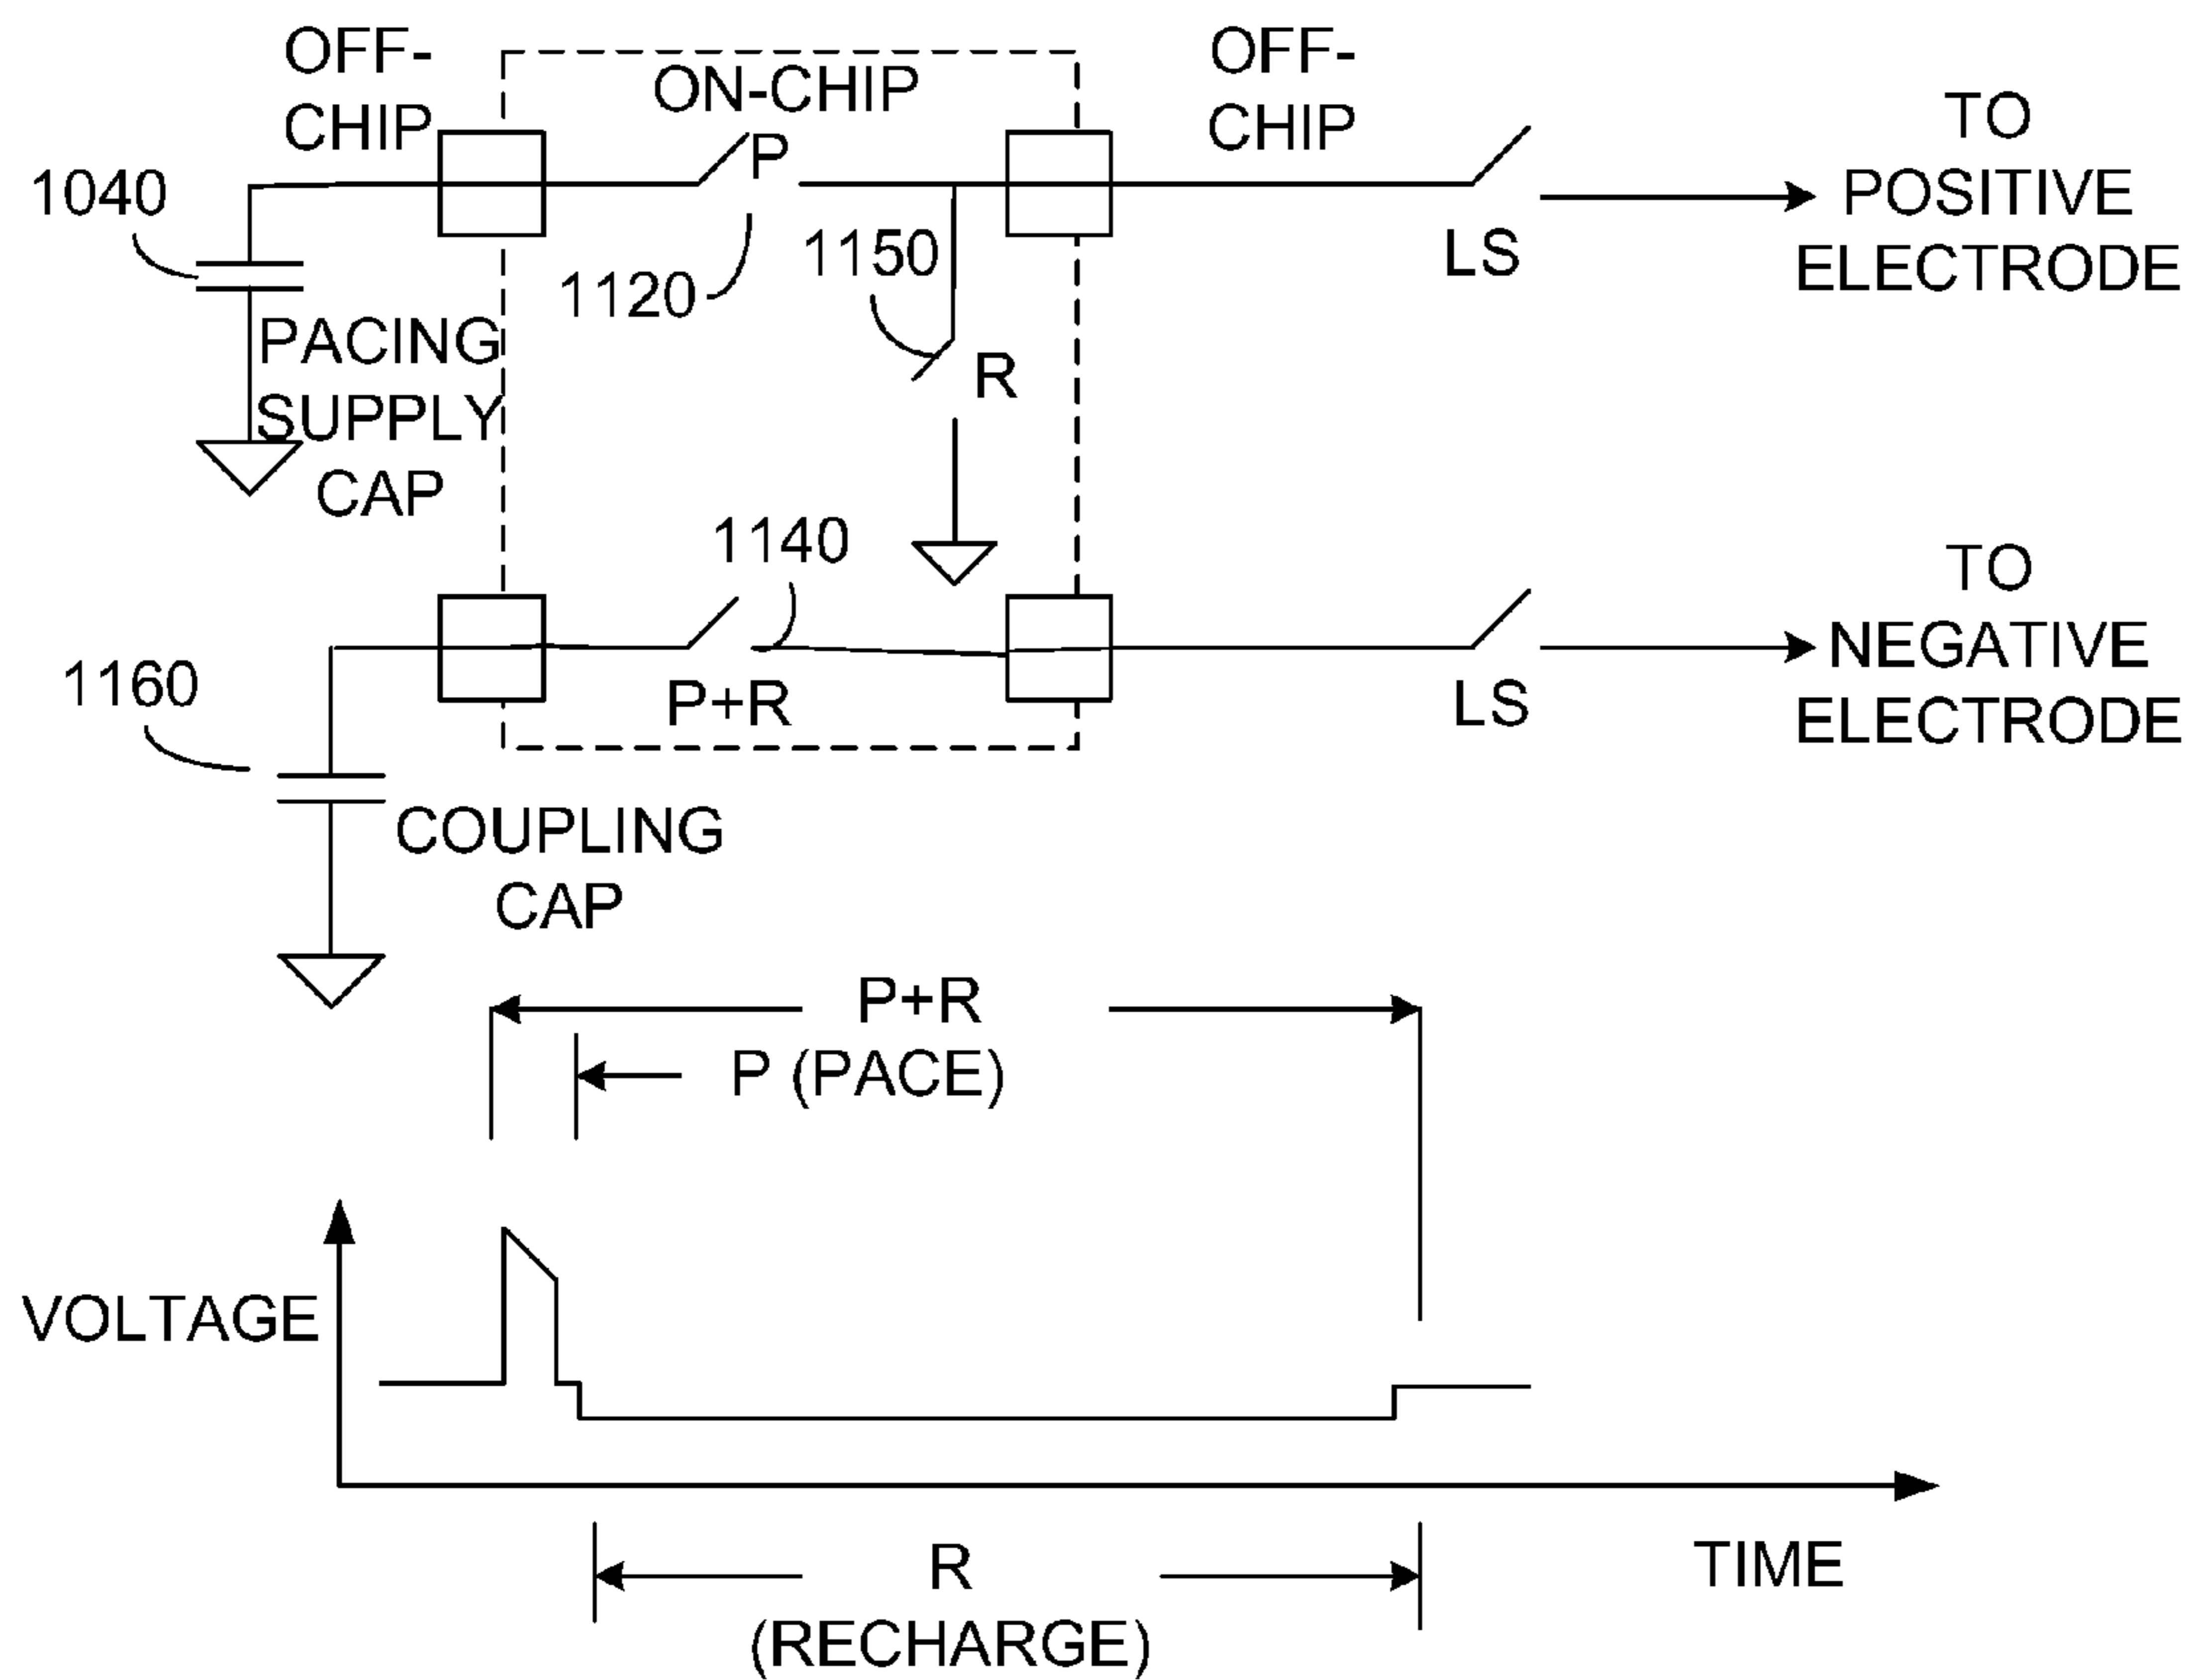 OFF-
CHIP
ON-CHIP
OFF-
CHIP
TO
POSITIVE
ELECTRODE
1040
P
1120
1150
LS
PACING
SUPPLY
CAP
R
1140
TO
NEGATIVE
ELECTRODE
1160
P+R
LS
COUPLING
CAP
P+R
P (PACE)
VOLTAGE
R
(RECHARGE)
TIME